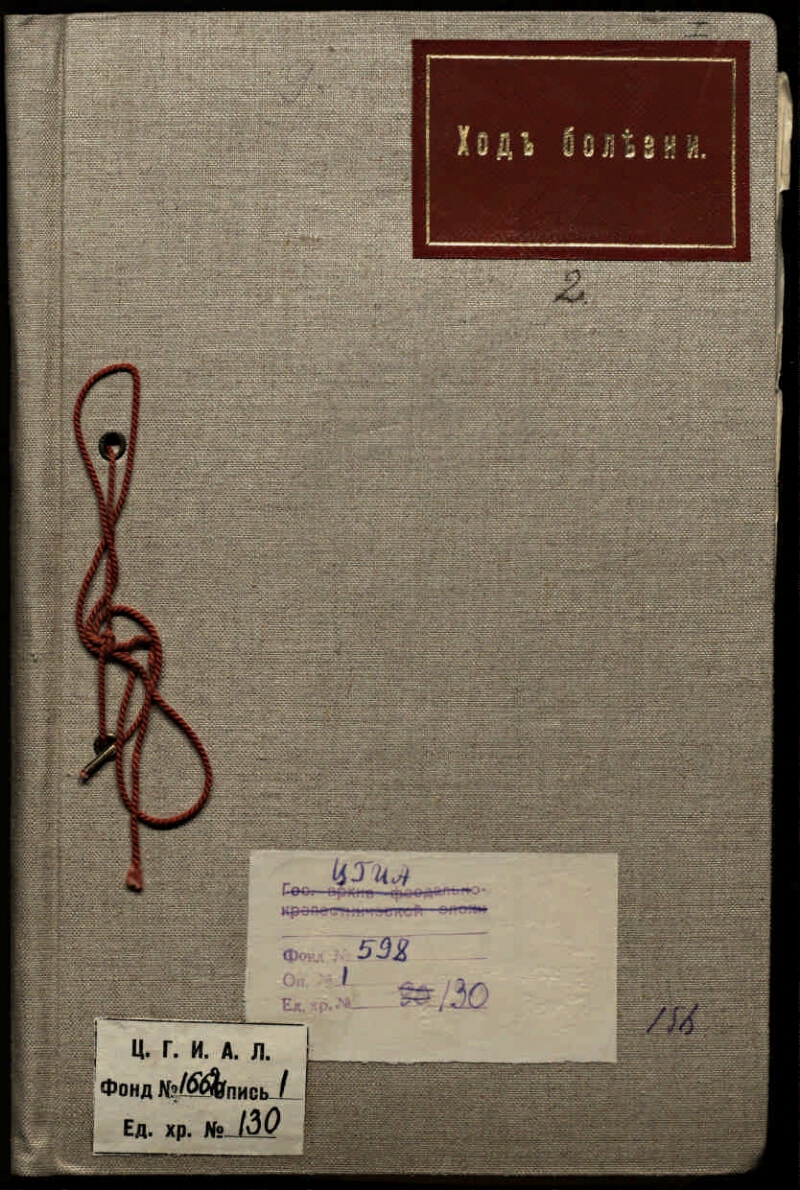 I
Ходъ болѣзни.
2.
ЦГИА
Гос. архив феодально-
крепостнической эпохи
Фонд № 598
Оп. № 1
Ед. хр. № 130
156
Ц. Г. И. А. Л.
Фонд № 1662 Опись 1
Ед. хр. № 130